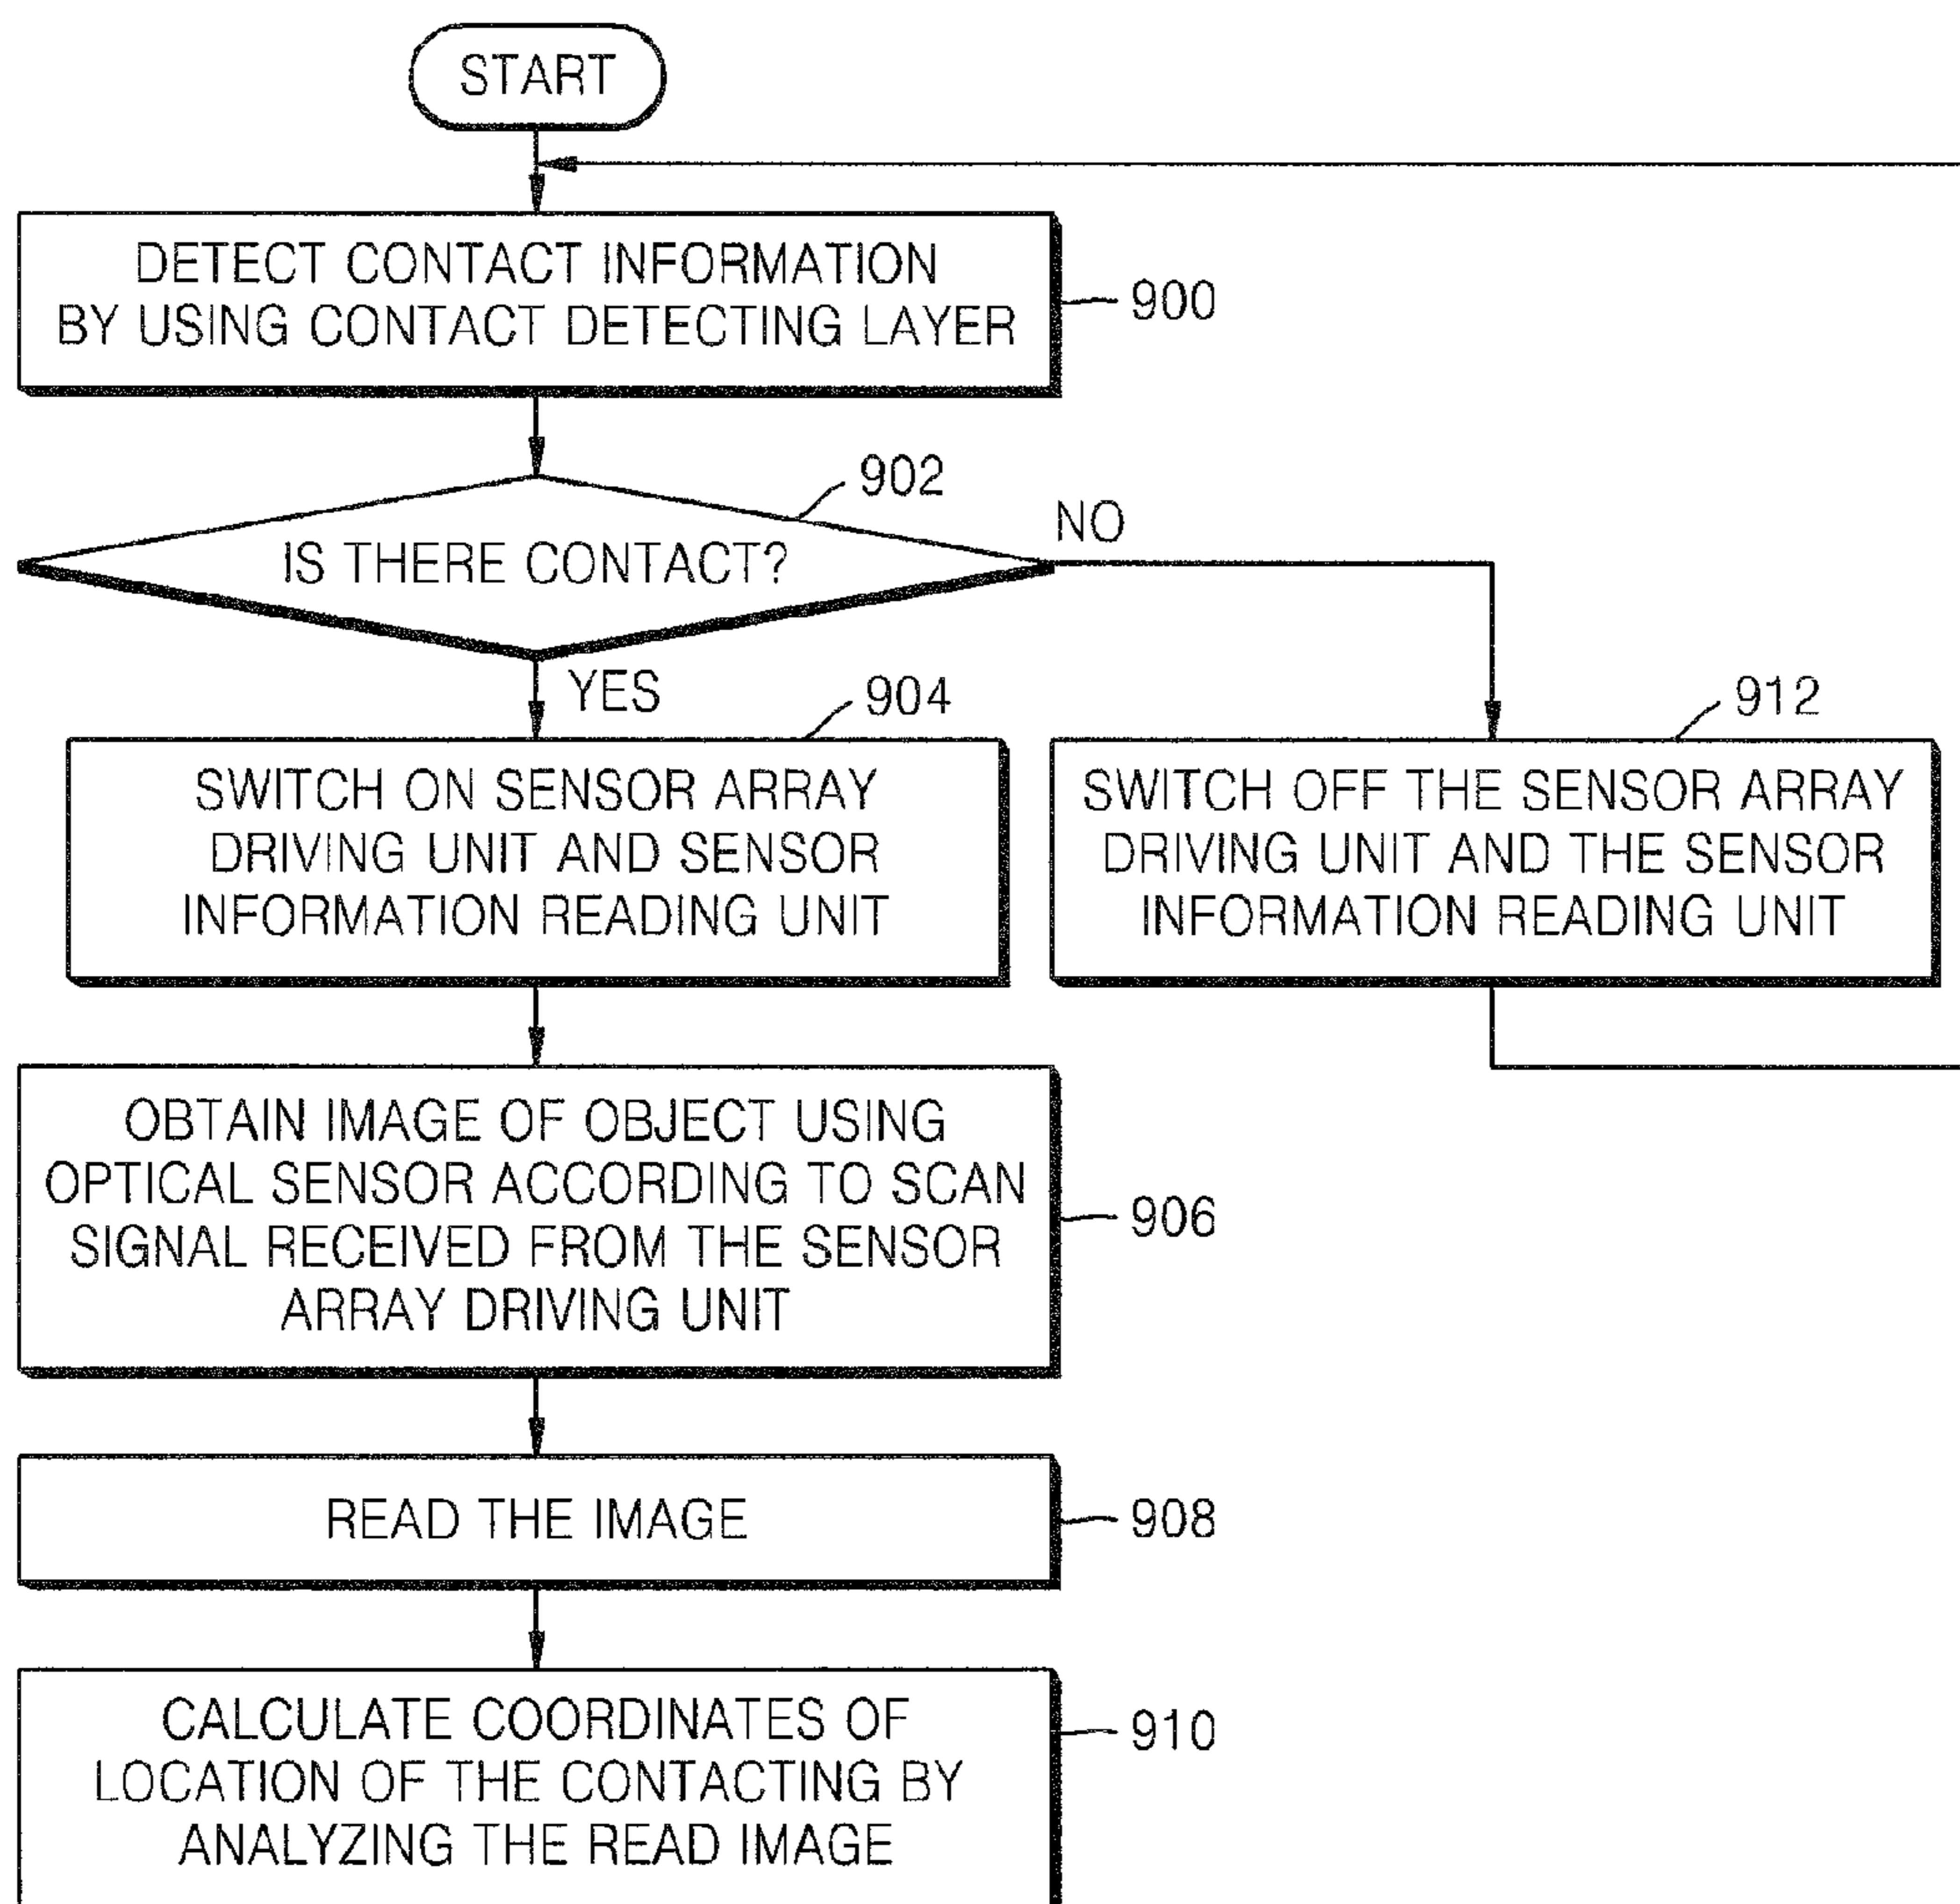 START
DETECT CONTACT INFORMATION
BY USING CONTACT DETECTING LAYER
900
902
IS THERE CONTACT?
NO
YES
904
912
SWITCH ON SENSOR ARRAY
DRIVING UNIT AND SENSOR
INFORMATION READING UNIT
SWITCH OFF THE SENSOR ARRAY
DRIVING UNIT AND THE SENSOR
INFORMATION READING UNIT
OBTAIN IMAGE OF OBJECT USING
OPTICAL SENSOR ACCORDING TO SCAN
SIGNAL RECEIVED FROM THE SENSOR
ARRAY DRIVING UNIT
906
READ THE IMAGE
908
CALCULATE COORDINATES OF
LOCATION OF THE CONTACTING BY
ANALYZING THE READ IMAGE
910